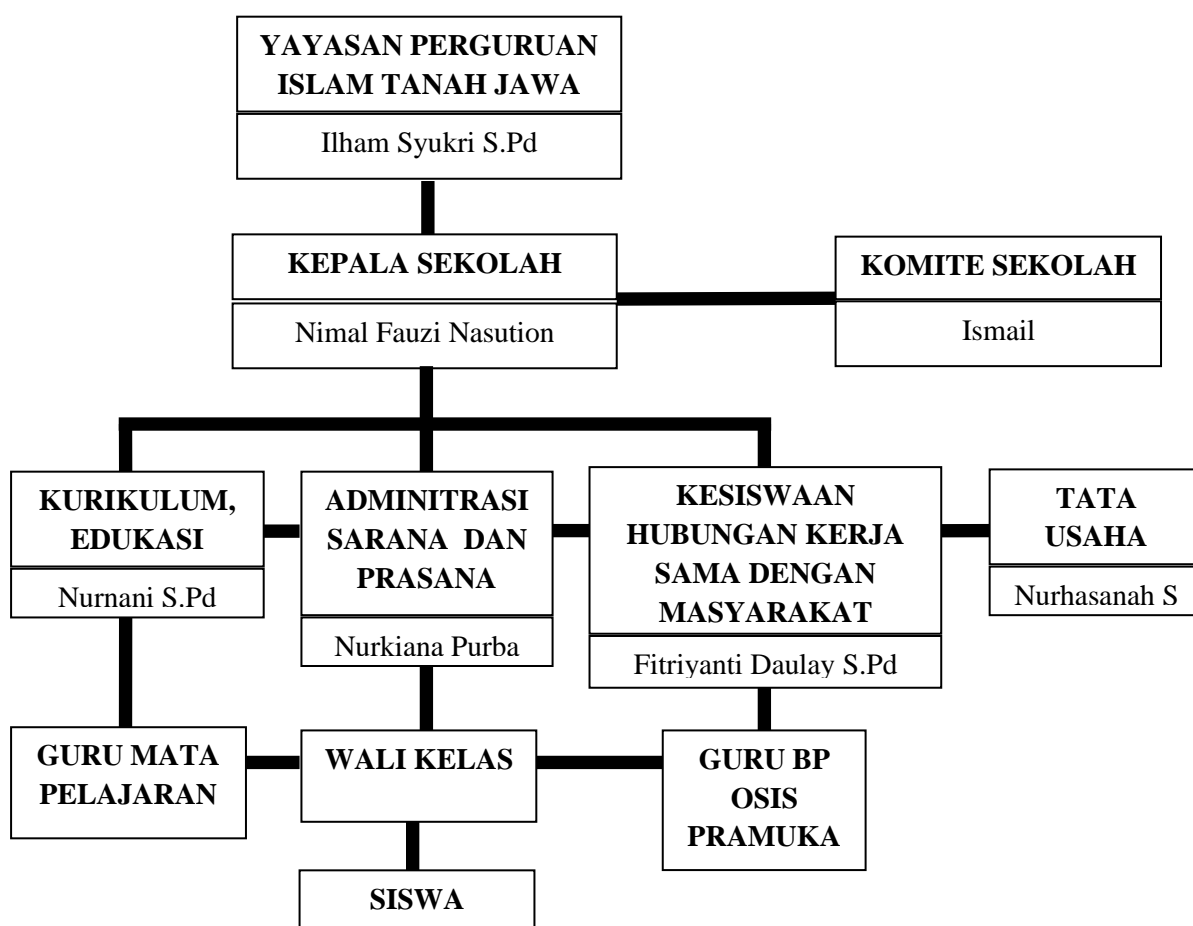 YAYASAN PERGURUAN
ISLAM TANAH JAWA
Ilham Syukri S.Pd
KEPALA SEKOLAH
Nimal Fauzi Nasution
KOMITE SEKOLAH
Ismail
KURIKULUM,
EDUKASI
Nurnani S.Pd
ADMINITRASI
SARANA DAN
PRASANA
Nurkiana Purba
KESISWAAN
HUBUNGAN KERJA
SAMA DENGAN
MASYARAKAT
Fitriyanti Daulay S.Pd
TATA
USAHA
Nurhasanah S
GURU MATA
PELAJARAN
WALI KELAS
GURU BP
OSIS
PRAMUKA
SISWA